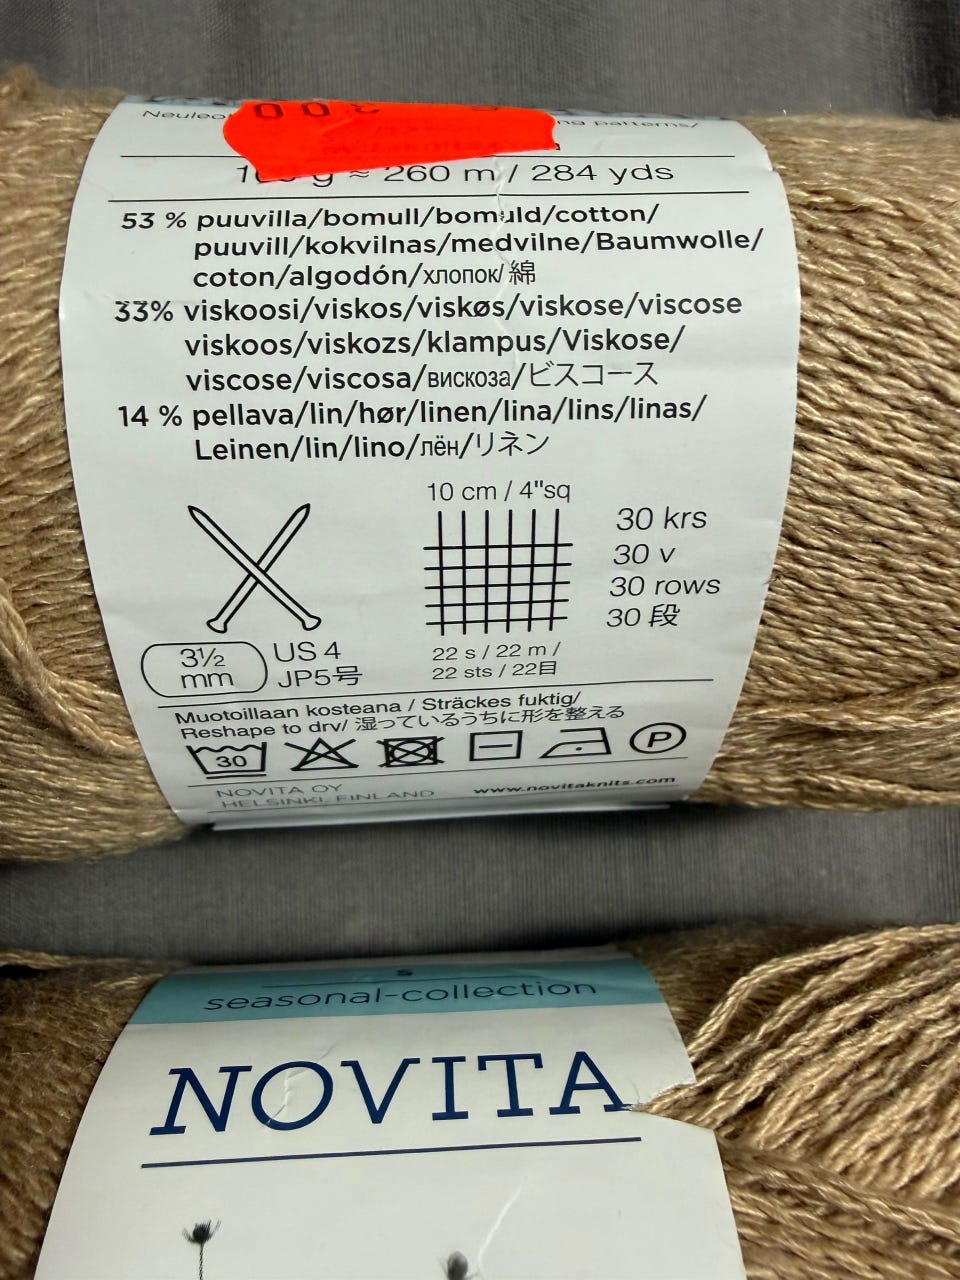 Neuleo
300
ng patterns/
g ≈ 260 m / 284 yds
53 % puuvilla/bomull/bomuld/cotton/
puuvill/kokvilnas/medvilne/Baumwolle/
coton/algodón/хлопок/綿
33% viskoosi/viskos/viskøs/viskose/viscose
viskoos/viskozs/klampus/Viskose/
viscose/viscosa/вискоза/ビスコース
14 % pellava/lin/hør/linen/lina/lins/linas/
Leinen/lin/lino/лён/リネン
10 cm / 4"sq
30 krs
30 v
30 rows
30 段
3½ mm
US 4
JP5号
22 s / 22 m /
22 sts / 22目
Muotoillaan kosteana / Sträckes fuktig/
Reshape to dry/ 湿っているうちに形を整える
30
P
NOVITA OY
HELSINKI, FINLAND
www.novitaknits.com
s
seasonal-collection
NOVITA